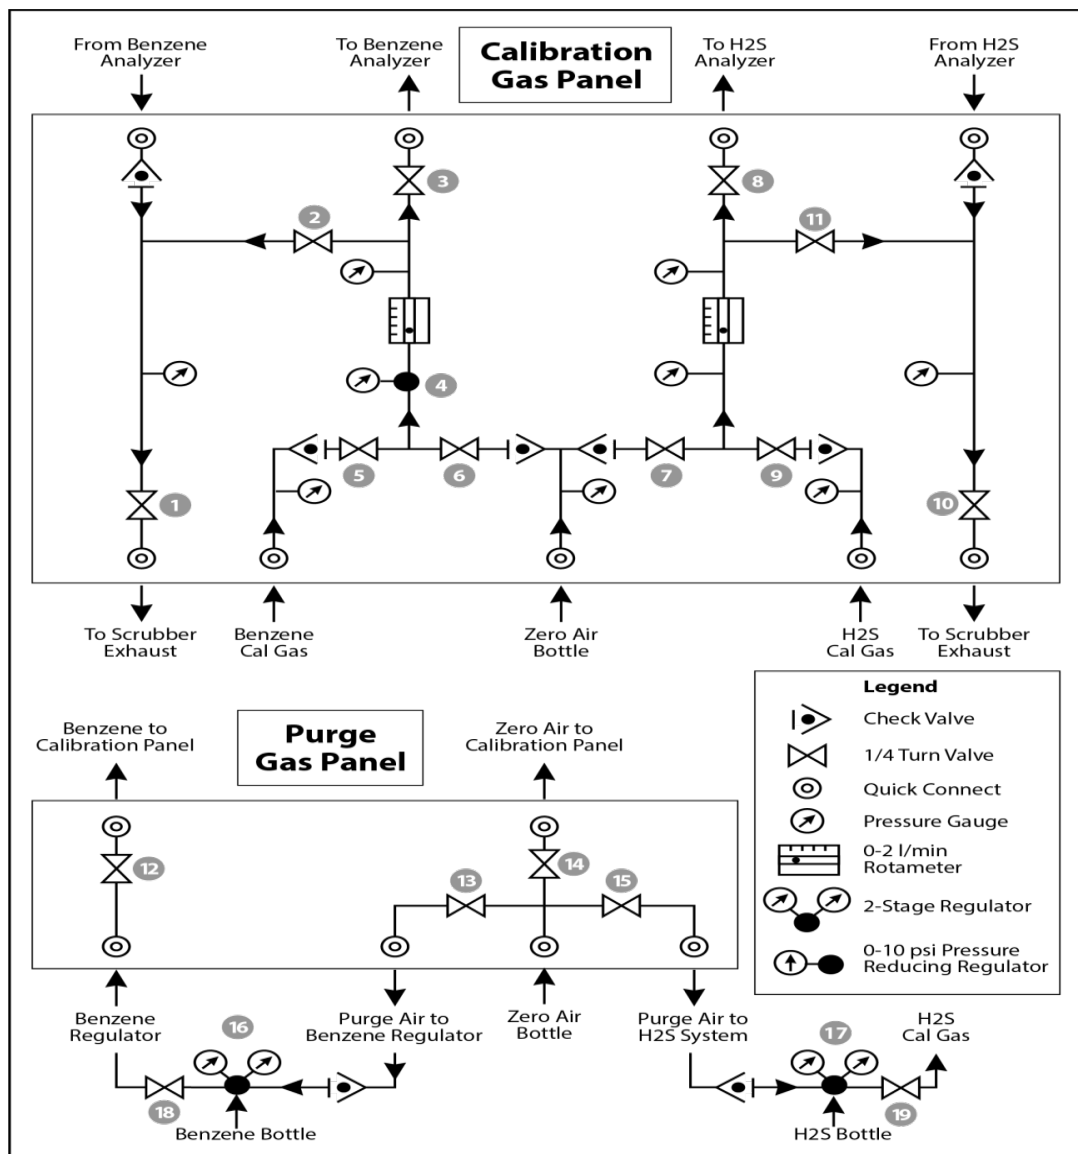 From Benzene
Analyzer
To Benzene
Analyzer
Calibration
Gas Panel
To H2S
Analyzer
From H2S
Analyzer
3
8
2
11
4
5
6
7
9
1
10
To Scrubber
Exhaust
Benzene
Cal Gas
Zero Air
Bottle
H2S
Cal Gas
To Scrubber
Exhaust
Legend
Check Valve
1/4 Turn Valve
Quick Connect
Pressure Gauge
0-2 l/min
Rotameter
2-Stage Regulator
0-10 psi Pressure
Reducing Regulator
Benzene to
Calibration Panel
Purge
Gas Panel
Zero Air to
Calibration Panel
12
13
14
15
Benzene
Regulator
Purge Air to
Benzene Regulator
Zero Air
Bottle
Purge Air to
H2S System
H2S
Cal Gas
16
17
18
19
Benzene Bottle
H2S Bottle